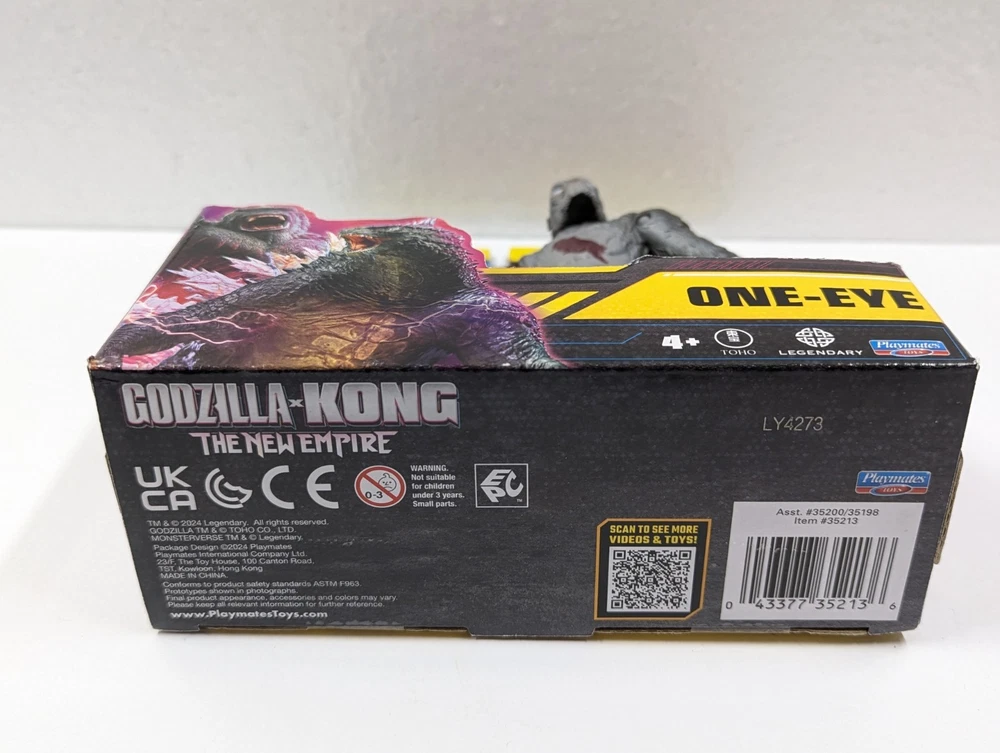 ONE-EYE
4+
TOHO
LEGENDARY
Playmates
TOYS
GODZILLA x KONG
THE NEW EMPIRE
LY4273
UK
CA
CE
0-3
WARNING.
Not suitable
for children
under 3 years.
Small parts.
EPC
TM
Playmates
TOYS
TM & © 2024 Legendary. All rights reserved.
GODZILLA TM & © TOHO CO., LTD.
MONSTERVERSE TM & © Legendary.
Package Design ©2024 Playmates
Playmates International Company Ltd.
23/F, The Toy House, 100 Canton Road,
TST, Kowloon, Hong Kong
MADE IN CHINA.
Conforms to product safety standards ASTM F963.
Prototypes shown in photographs.
Final product appearance, accessories and colors may vary.
Please keep all relevant information for further reference.
www.PlaymatesToys.com
SCAN TO SEE MORE
VIDEOS & TOYS!
Asst. #35200/35198
Item #35213
0 43377 35213 6